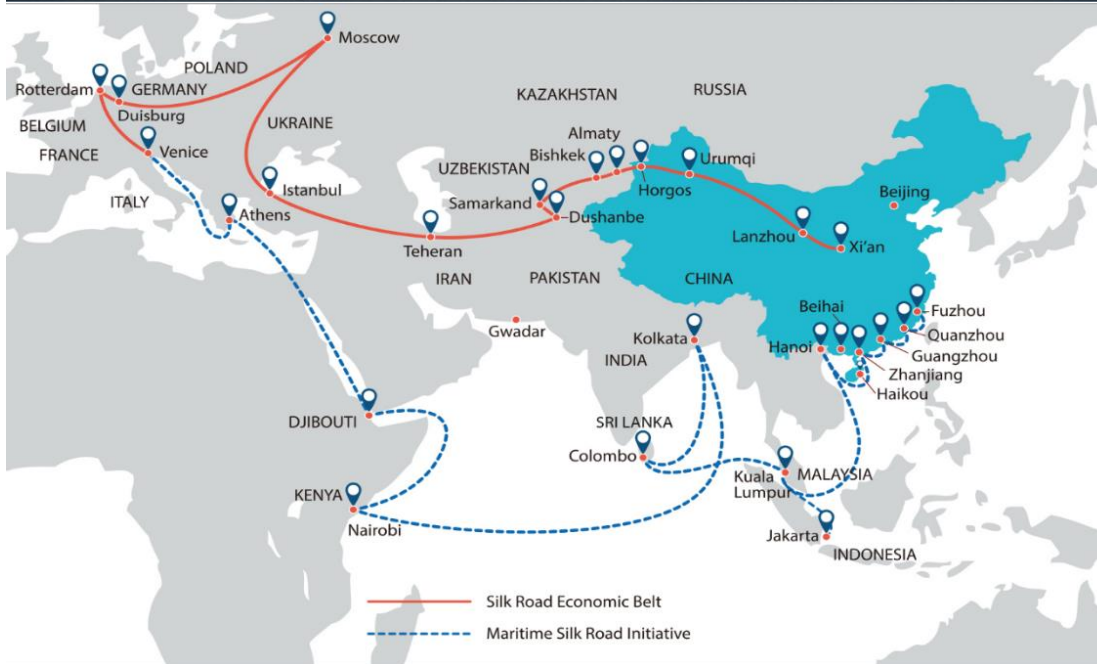 Moscow
POLAND
Rotterdam
GERMANY
Duisburg
BELGIUM
FRANCE
Venice
UKRAINE
ITALY
Athens
Istanbul
KAZAKHSTAN
RUSSIA
Almaty
Bishkek
UZBEKISTAN
Samarkand
Horgos
Urumqi
Dushanbe
Teheran
IRAN
PAKISTAN
Gwadar
Beijing
Lanzhou
Xi'an
CHINA
Beihai
Fuzhou
Quanzhou
Guangzhou
Zhanjiang
Haikou
Hanoi
Kolkata
INDIA
SRI LANKA
Colombo
DJIBOUTI
KENYA
Nairobi
Kuala
Lumpur
MALAYSIA
Jakarta
INDONESIA
Silk Road Economic Belt
Maritime Silk Road Initiative